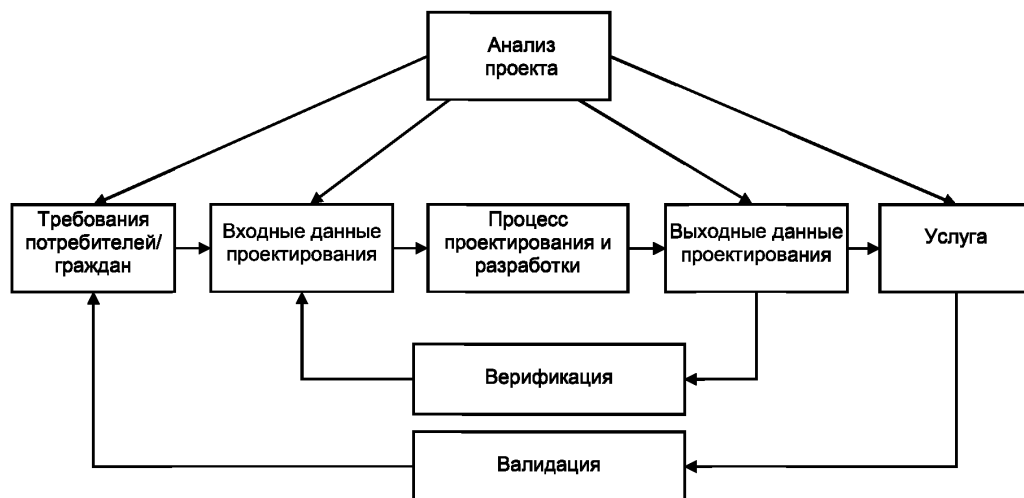 Анализ
проекта
Требования
потребителей/
граждан
Входные данные
проектирования
Процесс
проектирования и
разработки
Выходные данные
проектирования
Услуга
Верификация
Валидация